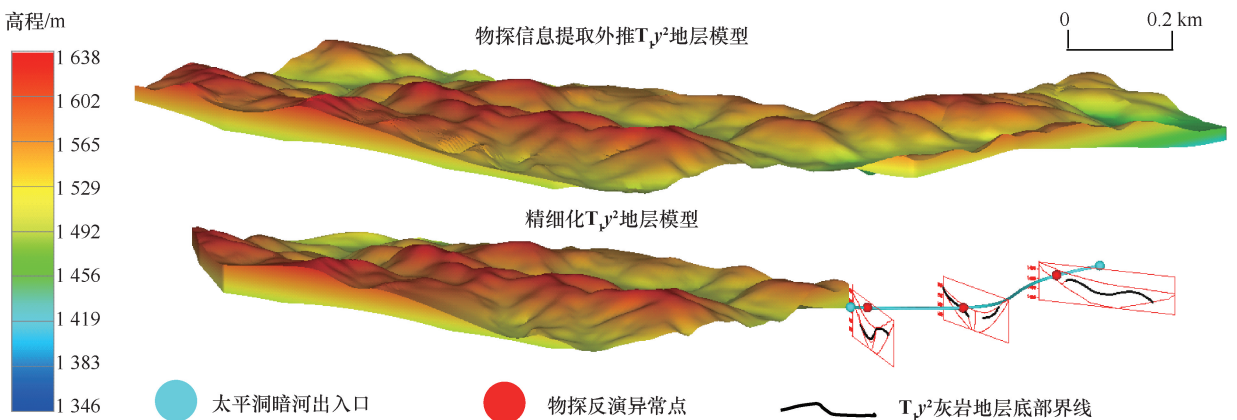 高程/m
1 638
1 602
1 565
1 529
1 492
1 456
1 419
1 383
1 346
物探信息提取外推T₁y²地层模型
0 0.2 km
精细化T₁y²地层模型
太平洞暗河出入口
物探反演异常点
T₁y²灰岩地层底部界线